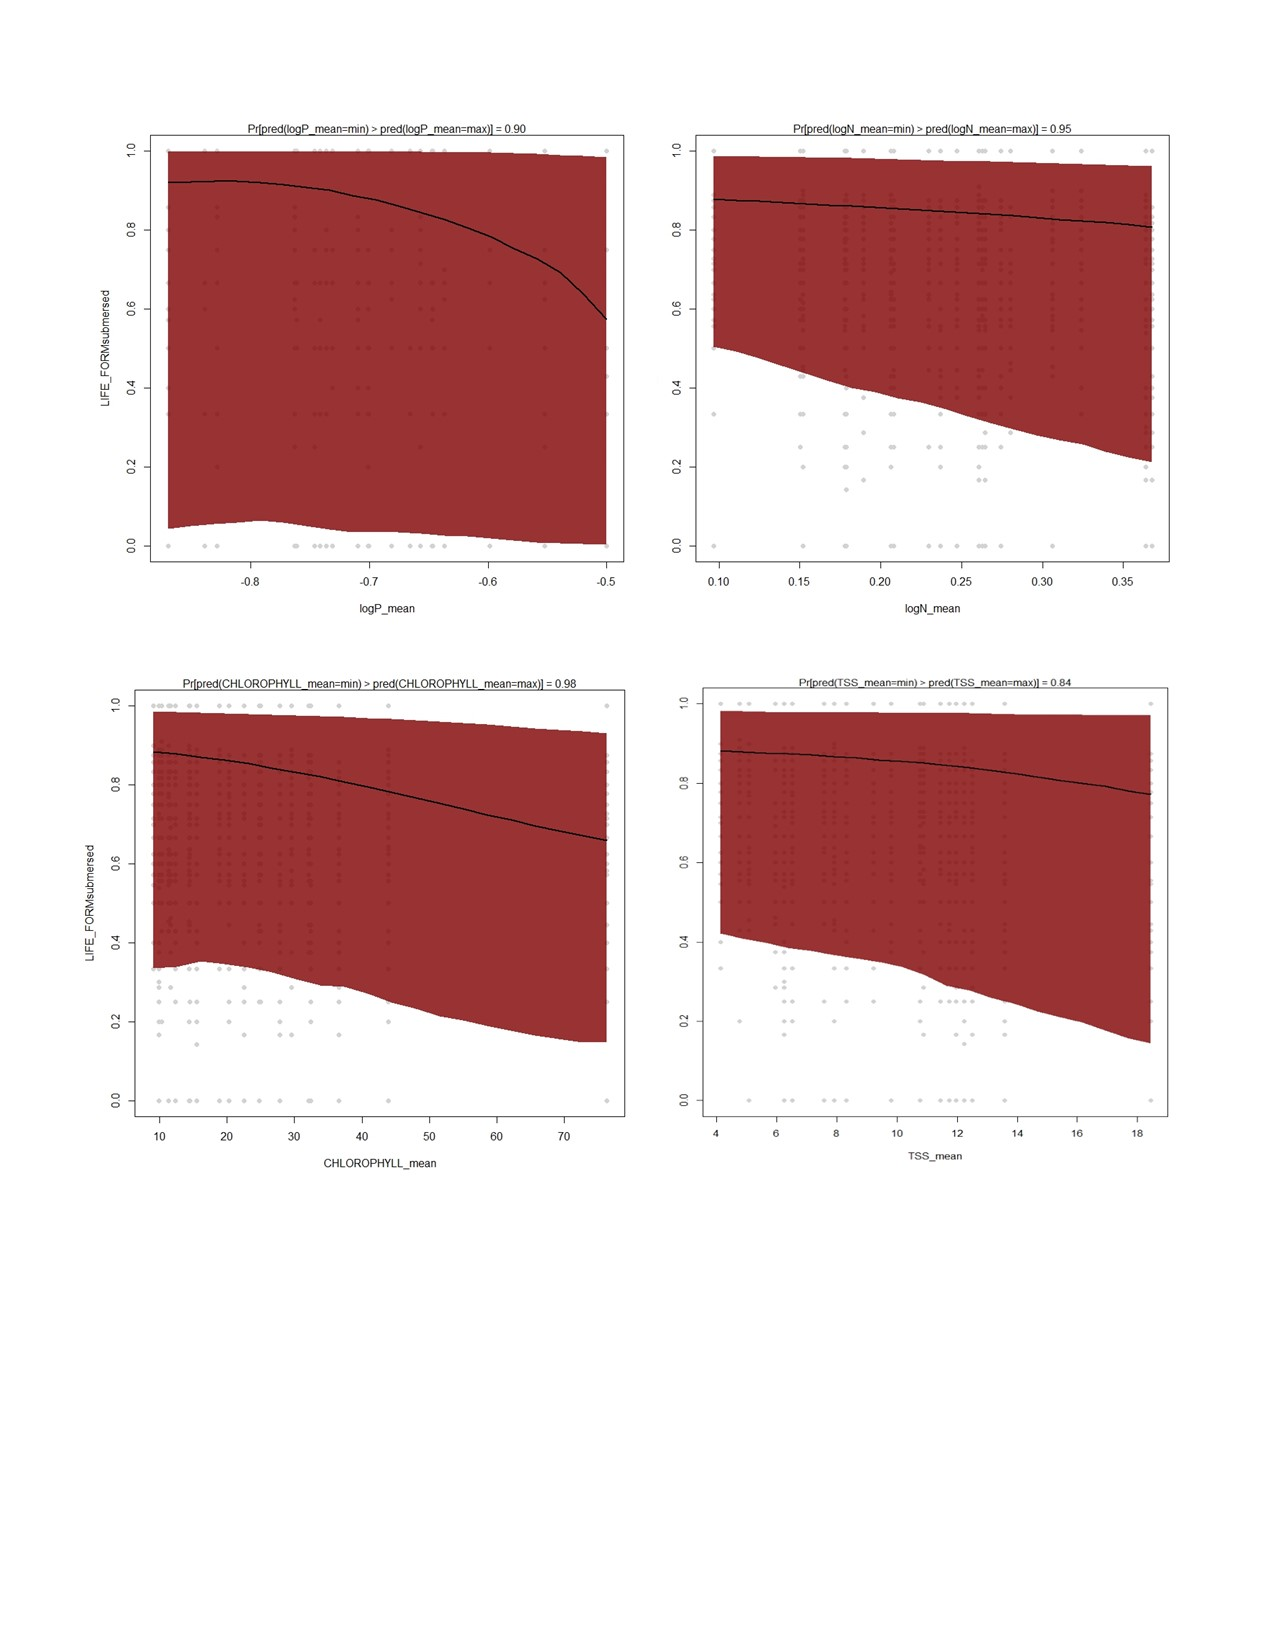 Pr[pred(logP_mean=min) > pred(logP_mean=max)] = 0.90
LIFE_FORMsubmersed
0.0 0.2 0.4 0.6 0.8 1.0
-0.8 -0.7 -0.6 -0.5
logP_mean
Pr[pred(logN_mean=min) > pred(logN_mean=max)] = 0.95
0.0 0.2 0.4 0.6 0.8 1.0
0.10 0.15 0.20 0.25 0.30 0.35
logN_mean
Pr[pred(CHLOROPHYLL_mean=min) > pred(CHLOROPHYLL_mean=max)] = 0.98
LIFE_FORMsubmersed
0.0 0.2 0.4 0.6 0.8 1.0
10 20 30 40 50 60 70
CHLOROPHYLL_mean
Pr[pred(TSS_mean=min) > pred(TSS_mean=max)] = 0.84
0.0 0.2 0.4 0.6 0.8 1.0
4 6 8 10 12 14 16 18
TSS_mean